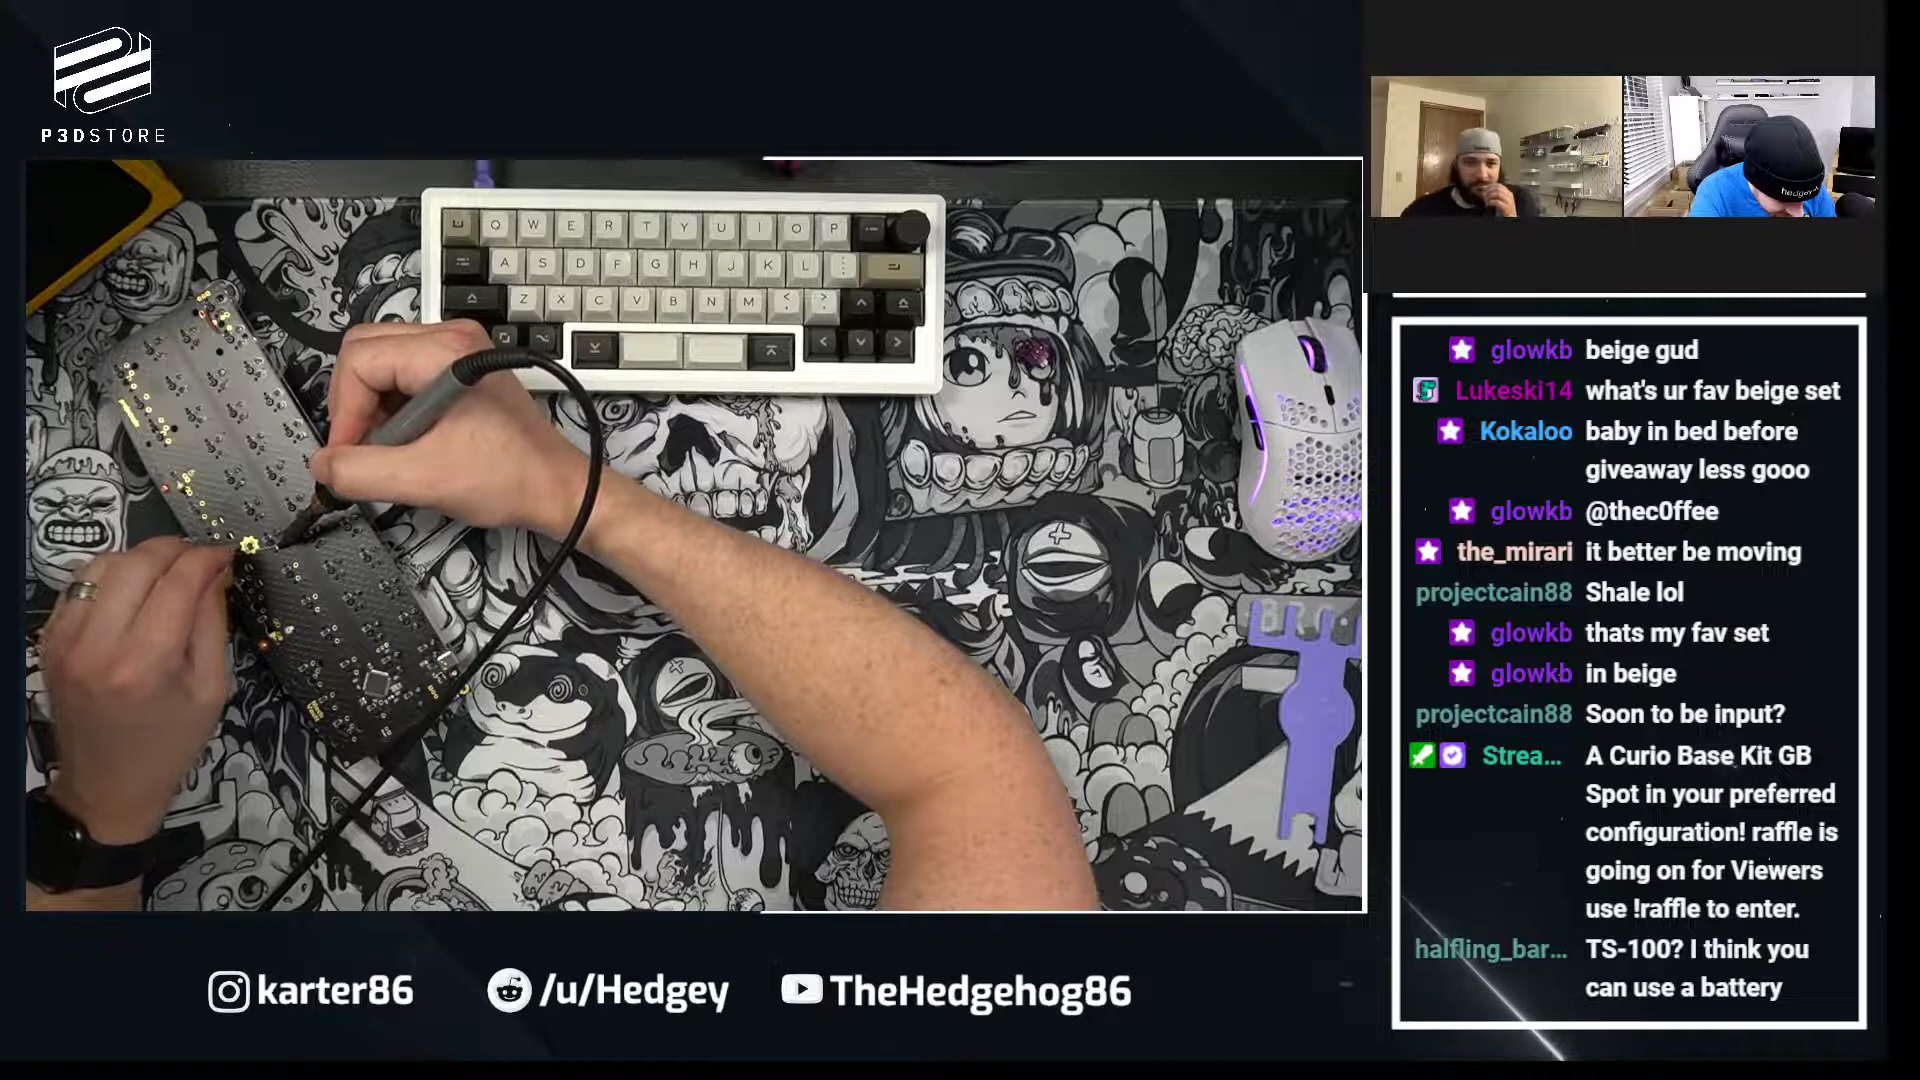 P3DSTORE
Q W E R T Y U I O P
A S D F G H J K L
Z X C V B N M
hedgey
glowkb beige gud
Lukeski14 what's ur fav beige set
Kokaloo baby in bed before
giveaway less gooo
glowkb @thec0ffee
the_mirari it better be moving
projectcain88 Shale lol
glowkb thats my fav set
glowkb in beige
projectcain88 Soon to be input?
Strea... A Curio Base Kit GB
Spot in your preferred
configuration! raffle is
going on for Viewers
use !raffle to enter.
halfling_bar... TS-100? I think you
can use a battery
karter86 /u/Hedgey TheHedgehog86